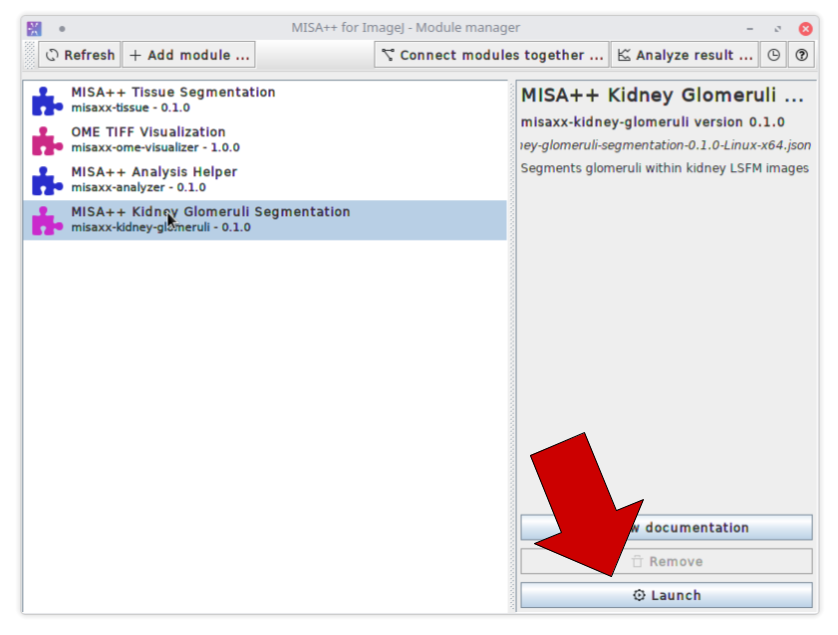 MISA++ for ImageJ - Module manager
Refresh + Add module ... Connect modules together ... Analyze result ...
MISA++ Tissue Segmentation
misaxx-tissue - 0.1.0
OME TIFF Visualization
misaxx-ome-visualizer - 1.0.0
MISA++ Analysis Helper
misaxx-analyzer - 0.1.0
MISA++ Kidney Glomeruli Segmentation
misaxx-kidney-glomeruli - 0.1.0
MISA++ Kidney Glomeruli ...
misaxx-kidney-glomeruli version 0.1.0
ey-glomeruli-segmentation-0.1.0-Linux-x64.json
Segments glomeruli within kidney LSFM images
documentation
Remove
Launch